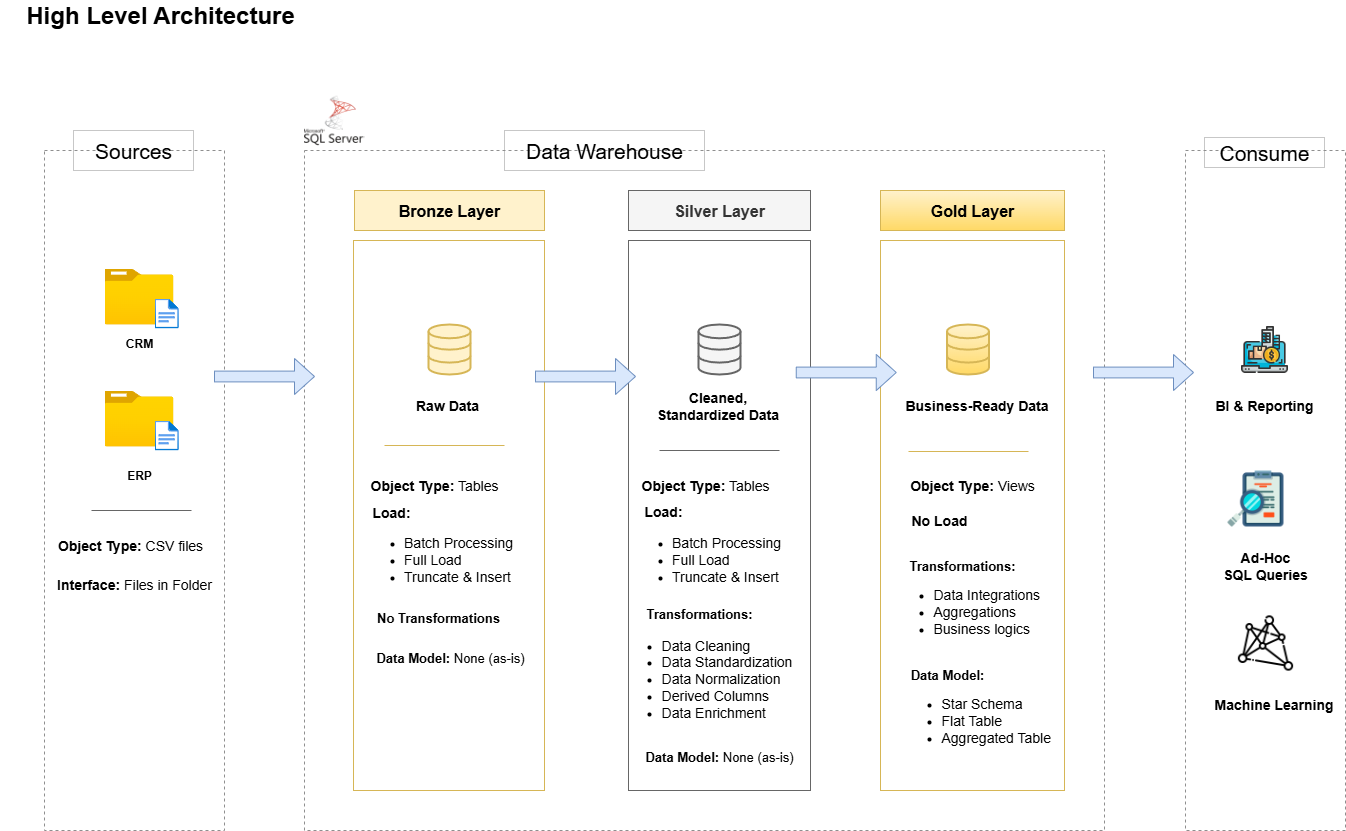 High Level Architecture
Microsoft
SQL Server
Sources
Data Warehouse
Consume
CRM
ERP
Object Type: CSV files
Interface: Files in Folder
Bronze Layer
Raw Data
Object Type: Tables
Load:
Batch Processing
Full Load
Truncate & Insert
No Transformations
Data Model: None (as-is)
Silver Layer
Cleaned,
Standardized Data
Object Type: Tables
Load:
Batch Processing
Full Load
Truncate & Insert
Transformations:
Data Cleaning
Data Standardization
Data Normalization
Derived Columns
Data Enrichment
Data Model: None (as-is)
Gold Layer
Business-Ready Data
Object Type: Views
No Load
Transformations:
Data Integrations
Aggregations
Business logics
Data Model:
Star Schema
Flat Table
Aggregated Table
BI & Reporting
Ad-Hoc
SQL Queries
Machine Learning